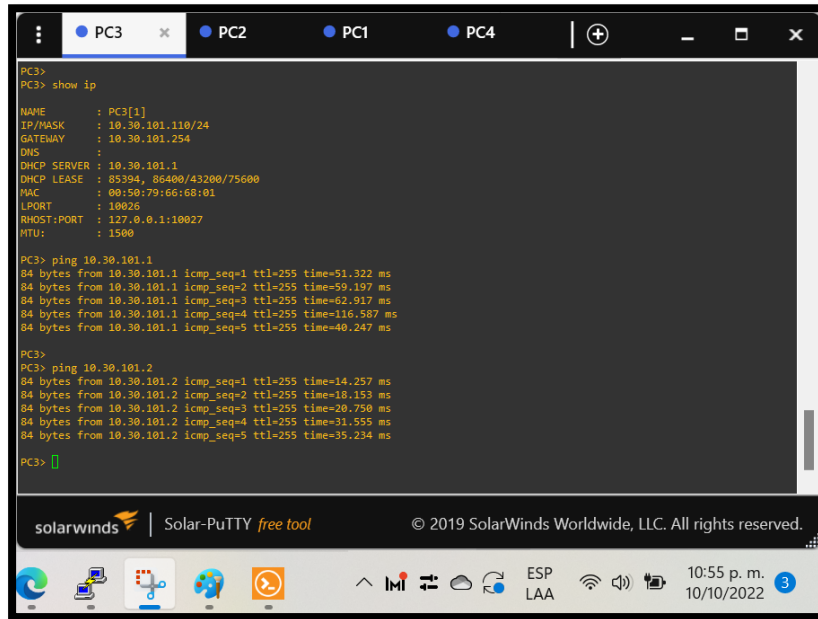 PC3 × PC2 PC1 PC4
PC3>
PC3> show ip
NAME : PC3[1]
IP/MASK : 10.30.101.110/24
GATEWAY : 10.30.101.254
DNS :
DHCP SERVER : 10.30.101.1
DHCP LEASE : 85394, 86400/43200/75600
MAC : 00:50:79:66:68:01
LPORT : 10026
RHOST:PORT : 127.0.0.1:10027
MTU: : 1500
PC3> ping 10.30.101.1
84 bytes from 10.30.101.1 icmp_seq=1 ttl=255 time=51.322 ms
84 bytes from 10.30.101.1 icmp_seq=2 ttl=255 time=59.197 ms
84 bytes from 10.30.101.1 icmp_seq=3 ttl=255 time=62.917 ms
84 bytes from 10.30.101.1 icmp_seq=4 ttl=255 time=116.587 ms
84 bytes from 10.30.101.1 icmp_seq=5 ttl=255 time=40.247 ms
PC3>
PC3> ping 10.30.101.2
84 bytes from 10.30.101.2 icmp_seq=1 ttl=255 time=14.257 ms
84 bytes from 10.30.101.2 icmp_seq=2 ttl=255 time=18.153 ms
84 bytes from 10.30.101.2 icmp_seq=3 ttl=255 time=20.750 ms
84 bytes from 10.30.101.2 icmp_seq=4 ttl=255 time=31.555 ms
84 bytes from 10.30.101.2 icmp_seq=5 ttl=255 time=35.234 ms
PC3>
solarwinds | Solar-PuTTY free tool © 2019 SolarWinds Worldwide, LLC. All rights reserved.
ESP 10:55 p. m.
LAA 10/10/2022 3